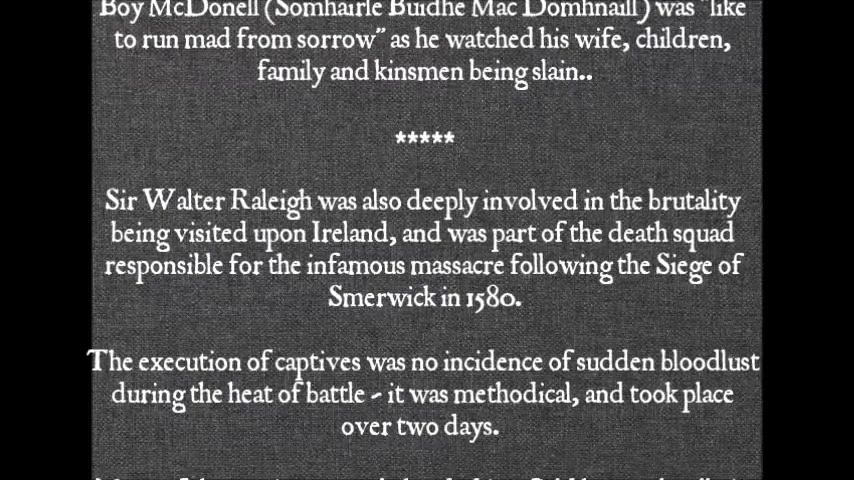 Boy McDonell (Somhairle Buidhe Mac Domhnaill) was "like
to run mad from sorrow" as he watched his wife, children,
family and kinsmen being slain..
*****
Sir Walter Raleigh was also deeply involved in the brutality
being visited upon Ireland, and was part of the death squad
responsible for the infamous massacre following the Siege of
Smerwick in 1580.
The execution of captives was no incidence of sudden bloodlust
during the heat of battle - it was methodical, and took place
over two days.